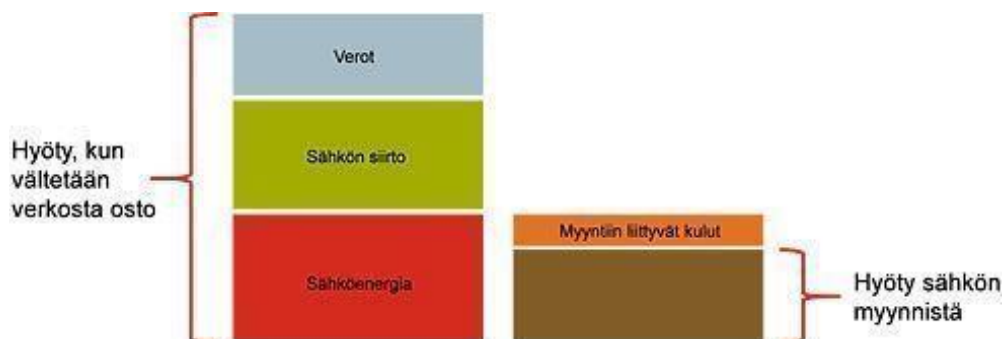 Verot
Hyöty, kun
vältetään
verkosta osto
Sähkön siirto
Sähköenergia
Myyntiin liittyvät kulut
Hyöty sähkön
myynnistä